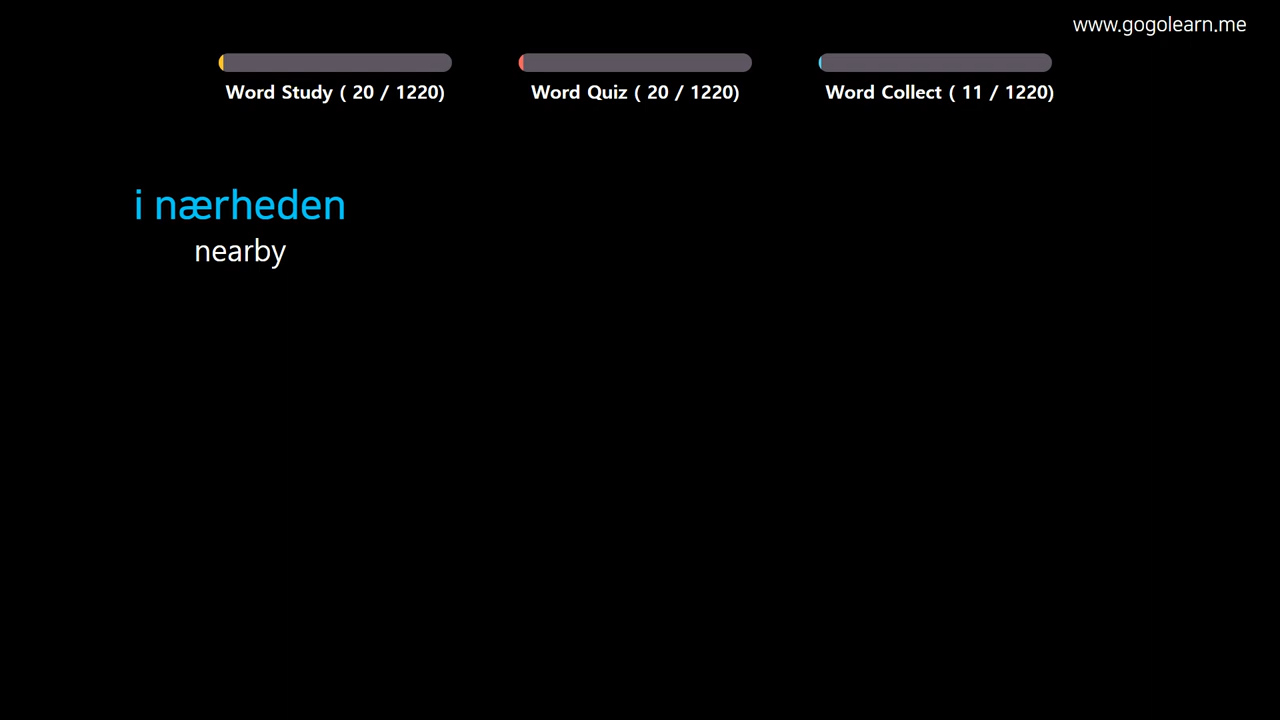 www.gogolearn.me
Word Study ( 20 / 1220)
Word Quiz ( 20 / 1220)
Word Collect ( 11 / 1220)
i nærheden
nearby